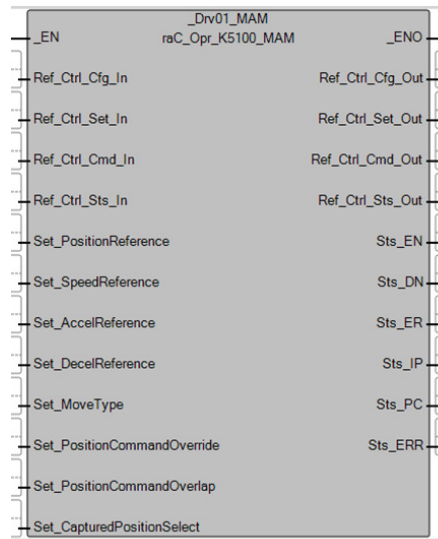 _Drv01_MAM
raC_Opr_K5100_MAM
_EN _ENO
Ref_Ctrl_Cfg_In Ref_Ctrl_Cfg_Out
Ref_Ctrl_Set_In Ref_Ctrl_Set_Out
Ref_Ctrl_Cmd_In Ref_Ctrl_Cmd_Out
Ref_Ctrl_Sts_In Ref_Ctrl_Sts_Out
Set_PositionReference Sts_EN
Set_SpeedReference Sts_DN
Set_AccelReference Sts_ER
Set_DecelReference Sts_IP
Set_MoveType Sts_PC
Set_PositionCommandOverride Sts_ERR
Set_PositionCommandOverlap
Set_CapturedPositionSelect